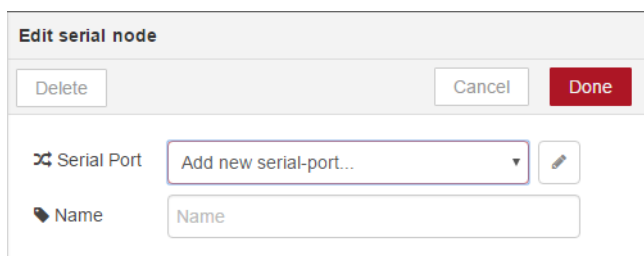 Edit serial node
Delete Cancel Done
Serial Port Add new serial-port...
Name Name